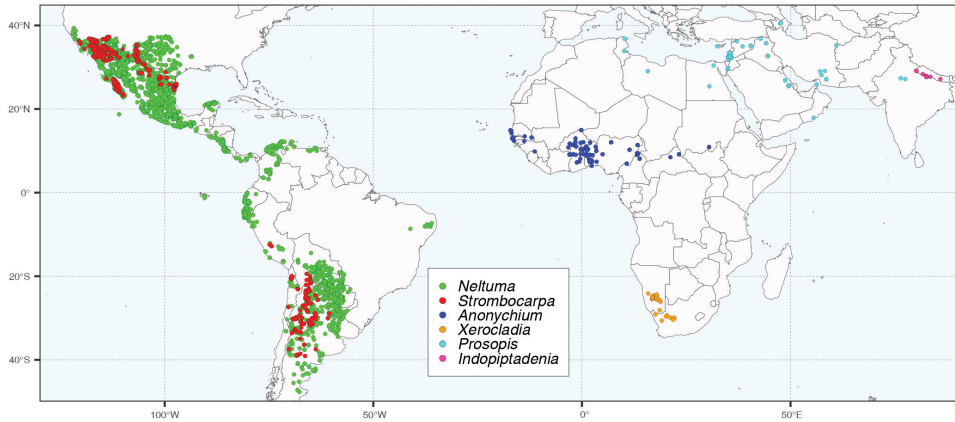 40°N
20°N
0°
20°S
40°S
Neltuma
Strombocarpa
Anonychium
Xerocladia
Prosopis
Indopiptadenia
100°W
50°W
0°
50°E